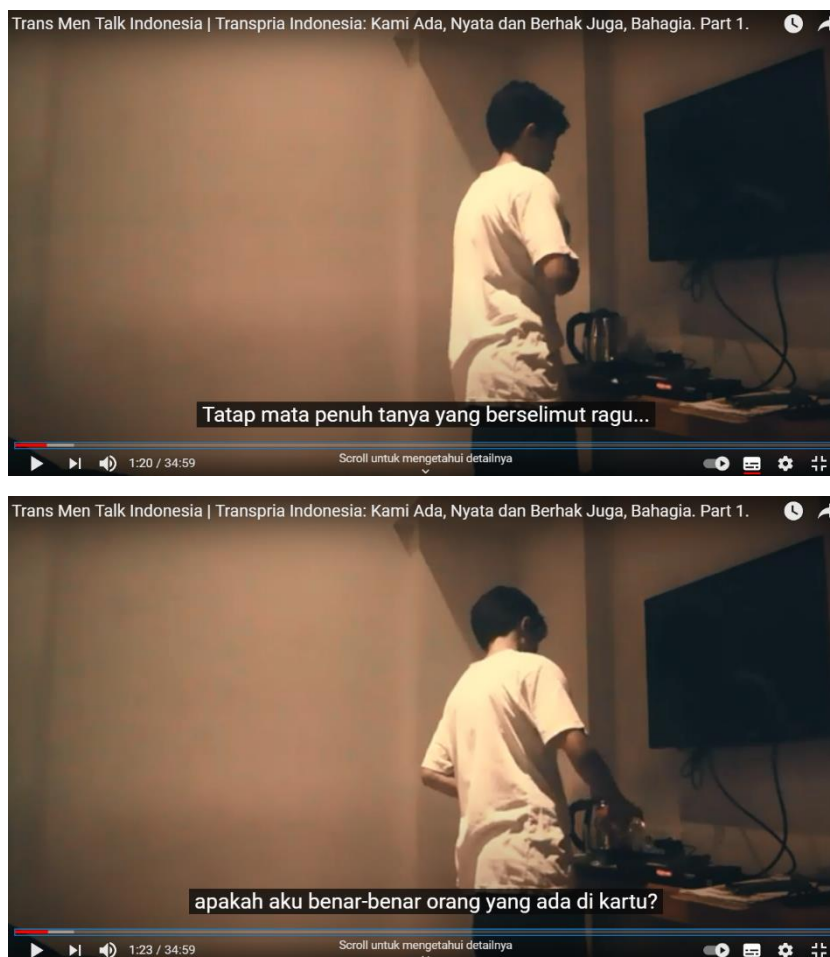 Trans Men Talk Indonesia | Transpria Indonesia: Kami Ada, Nyata dan Berhak Juga, Bahagia. Part 1.
Tatap mata penuh tanya yang berselimut ragu...
1:20 / 34:59
Scroll untuk mengetahui detailnya
Trans Men Talk Indonesia | Transpria Indonesia: Kami Ada, Nyata dan Berhak Juga, Bahagia. Part 1.
apakah aku benar-benar orang yang ada di kartu?
1:23 / 34:59
Scroll untuk mengetahui detailnya